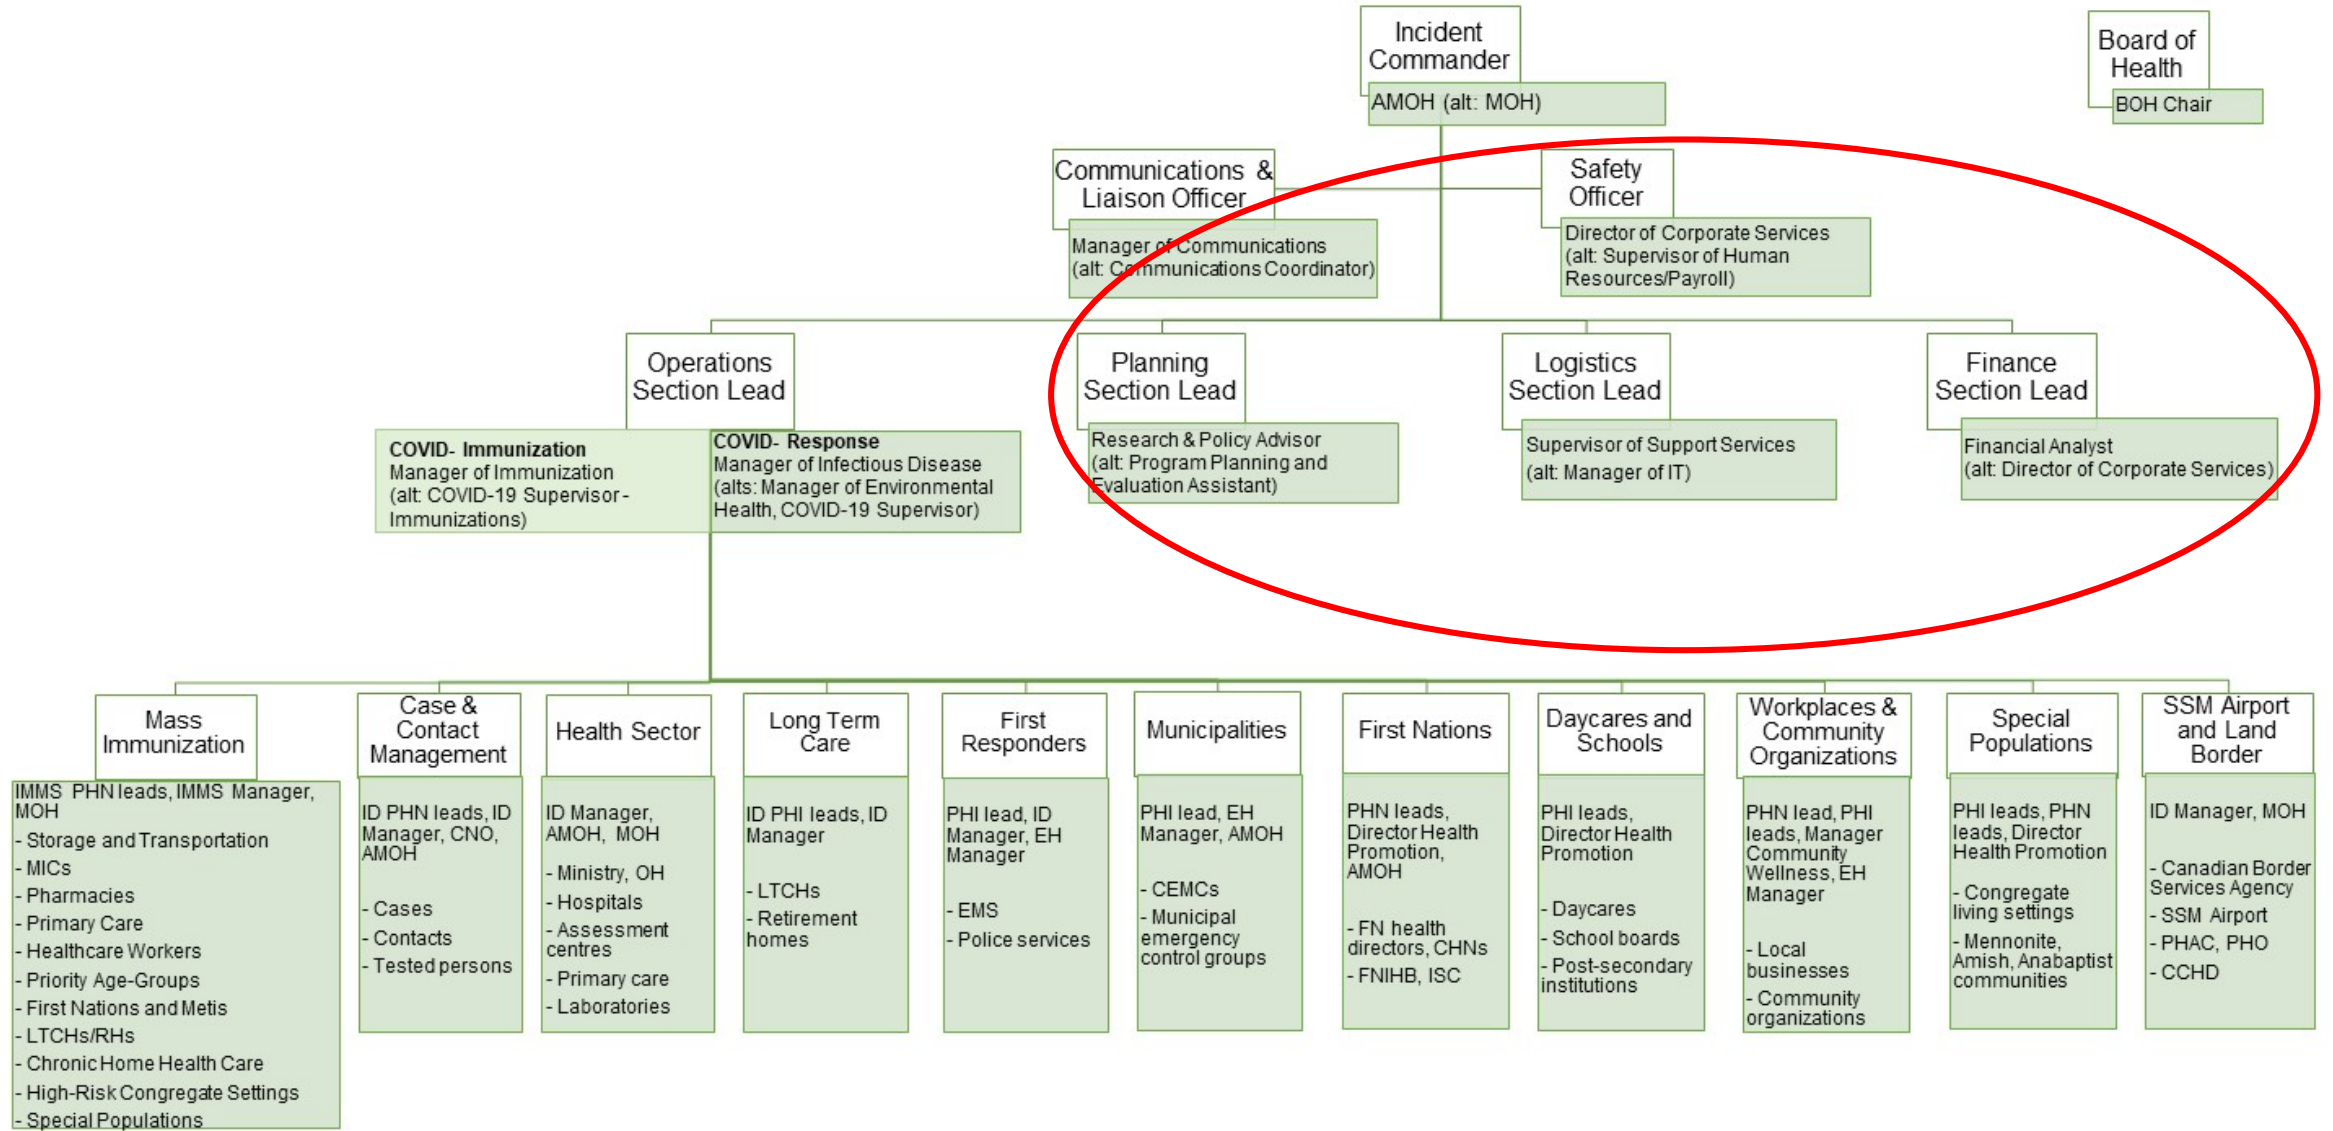 Incident
Commander
AMOH (alt: MOH)
Board of
Health
BOH Chair
Communications &
Liaison Officer
Manager of Communications
(alt: Communications Coordinator)
Safety
Officer
Director of Corporate Services
(alt: Supervisor of Human
Resources/Payroll)
Operations
Section Lead
COVID- Immunization
Manager of Immunization
(alt: COVID-19 Supervisor -
Immunizations)
COVID- Response
Manager of Infectious Disease
(alts: Manager of Environmental
Health, COVID-19 Supervisor)
Planning
Section Lead
Research & Policy Advisor
(alt: Program Planning and
Evaluation Assistant)
Logistics
Section Lead
Supervisor of Support Services
(alt: Manager of IT)
Finance
Section Lead
Financial Analyst
(alt: Director of Corporate Services)
Mass
Immunization
IMMS PHN leads, IMMS Manager,
MOH
- Storage and Transportation
- MICs
- Pharmacies
- Primary Care
- Healthcare Workers
- Priority Age-Groups
- First Nations and Metis
- LTCHs/RHs
- Chronic Home Health Care
- High-Risk Congregate Settings
- Special Populations
Case &
Contact
Management
ID PHN leads, ID
Manager, CNO,
AMOH
- Cases
- Contacts
- Tested persons
Health Sector
ID Manager,
AMOH, MOH
- Ministry, OH
- Hospitals
- Assessment
centres
- Primary care
- Laboratories
Long Term
Care
ID PHI leads, ID
Manager
- LTCHs
- Retirement
homes
First
Responders
PHI lead, ID
Manager, EH
Manager
- EMS
- Police services
Municipalities
PHI lead, EH
Manager, AMOH
- CEMCs
- Municipal
emergency
control groups
First Nations
PHN leads,
Director Health
Promotion,
AMOH
- FN health
directors, CHNs
- FNIHB, ISC
Daycares and
Schools
PHI leads,
Director Health
Promotion
- Daycares
- School boards
- Post-secondary
institutions
Workplaces &
Community
Organizations
PHN lead, PHI
leads, Manager
Community
Wellness, EH
Manager
- Local
businesses
- Community
organizations
Special
Populations
PHI leads, PHN
leads, Director
Health Promotion
- Congregate
living settings
- Mennonite,
Amish, Anabaptist
communities
SSM Airport
and Land
Border
ID Manager, MOH
- Canadian Border
Services Agency
- SSM Airport
- PHAC, PHO
- CCHD